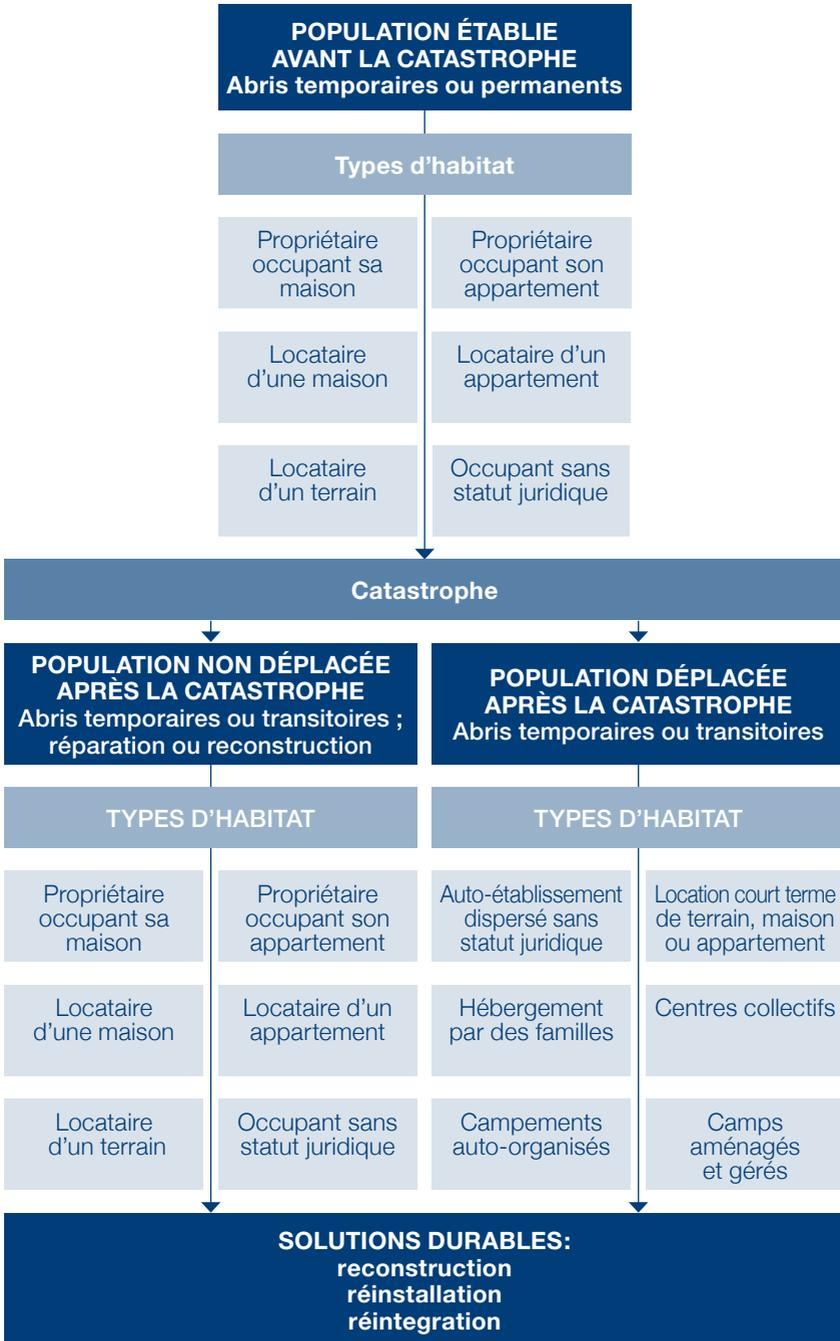 POPULATION ÉTABLIE
AVANT LA CATASTROPHE
Abris temporaires ou permanents
Types d’habitat
Propriétaire
occupant sa
maison
Propriétaire
occupant son
appartement
Locataire
d’une maison
Locataire d’un
appartement
Locataire
d’un terrain
Occupant sans
statut juridique
Catastrophe
POPULATION NON DÉPLACÉE
APRÈS LA CATASTROPHE
Abris temporaires ou transitoires ;
réparation ou reconstruction
POPULATION DÉPLACÉE
APRÈS LA CATASTROPHE
Abris temporaires ou transitoires
TYPES D’HABITAT
TYPES D’HABITAT
Propriétaire
occupant sa
maison
Propriétaire
occupant son
appartement
Auto-établissement
dispersé sans
statut juridique
Location court terme
de terrain, maison
ou appartement
Locataire
d’une maison
Locataire d’un
appartement
Hébergement
par des familles
Centres collectifs
Locataire
d’un terrain
Occupant sans
statut juridique
Campements
auto-organisés
Camps
aménagés
et gérés
SOLUTIONS DURABLES:
reconstruction
réinstallation
réintegration